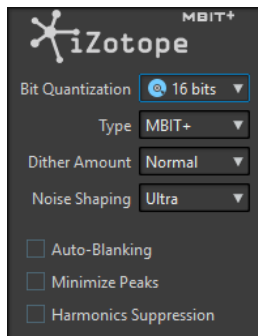 MBIT+
iZotope
Bit Quantization 16 bits
Type MBIT+
Dither Amount Normal
Noise Shaping Ultra
Auto-Blanking
Minimize Peaks
Harmonics Suppression